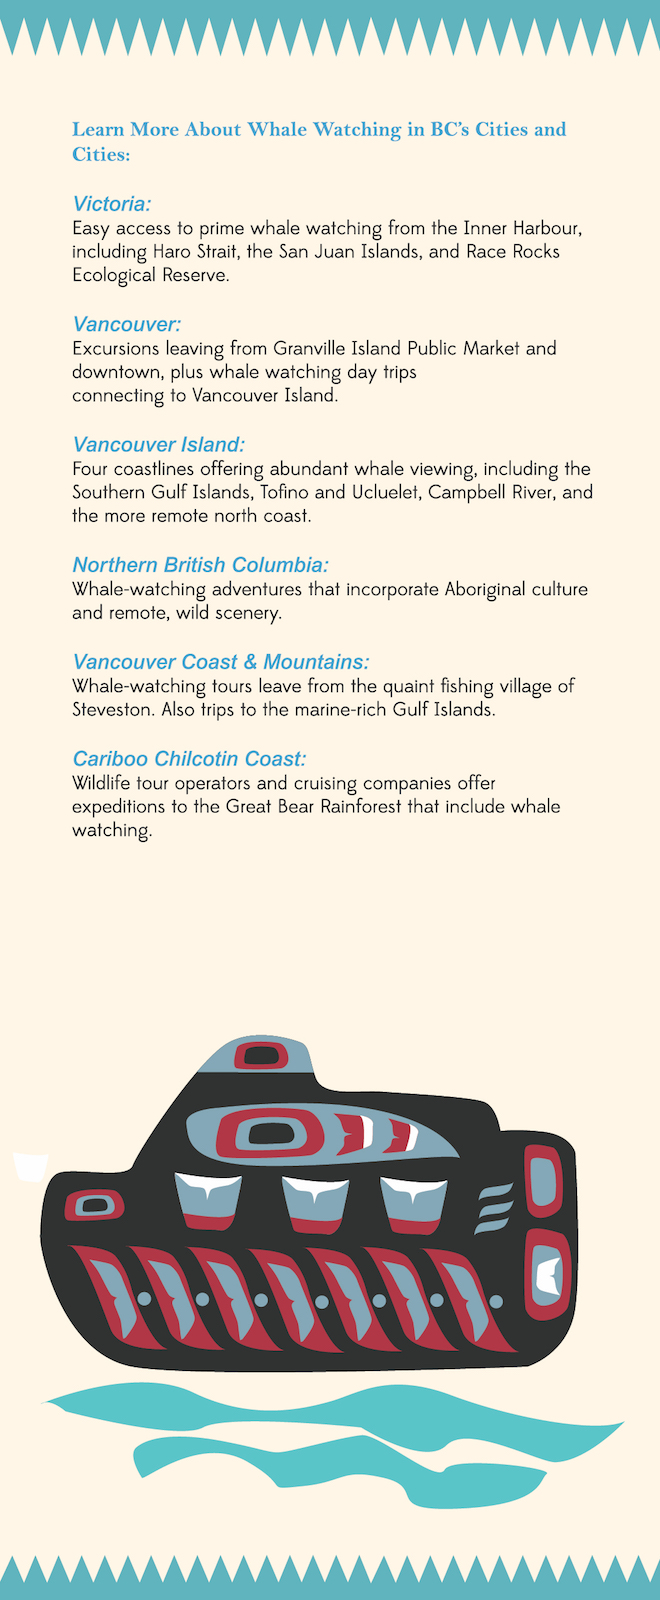 Learn More About Whale Watching in BC's Cities and
Cities:
Victoria:
Easy access to prime whale watching from the Inner Harbour,
including Haro Strait, the San Juan Islands, and Race Rocks
Ecological Reserve.
Vancouver:
Excursions leaving from Granville Island Public Market and
downtown, plus whale watching day trips
connecting to Vancouver Island.
Vancouver Island:
Four coastlines offering abundant whale viewing, including the
Southern Gulf Islands, Tofino and Ucluelet, Campbell River, and
the more remote north coast.
Northern British Columbia:
Whale-watching adventures that incorporate Aboriginal culture
and remote, wild scenery.
Vancouver Coast & Mountains:
Whale-watching tours leave from the quaint fishing village of
Steveston. Also trips to the marine-rich Gulf Islands.
Cariboo Chilcotin Coast:
Wildlife tour operators and cruising companies offer
expeditions to the Great Bear Rainforest that include whale
watching.